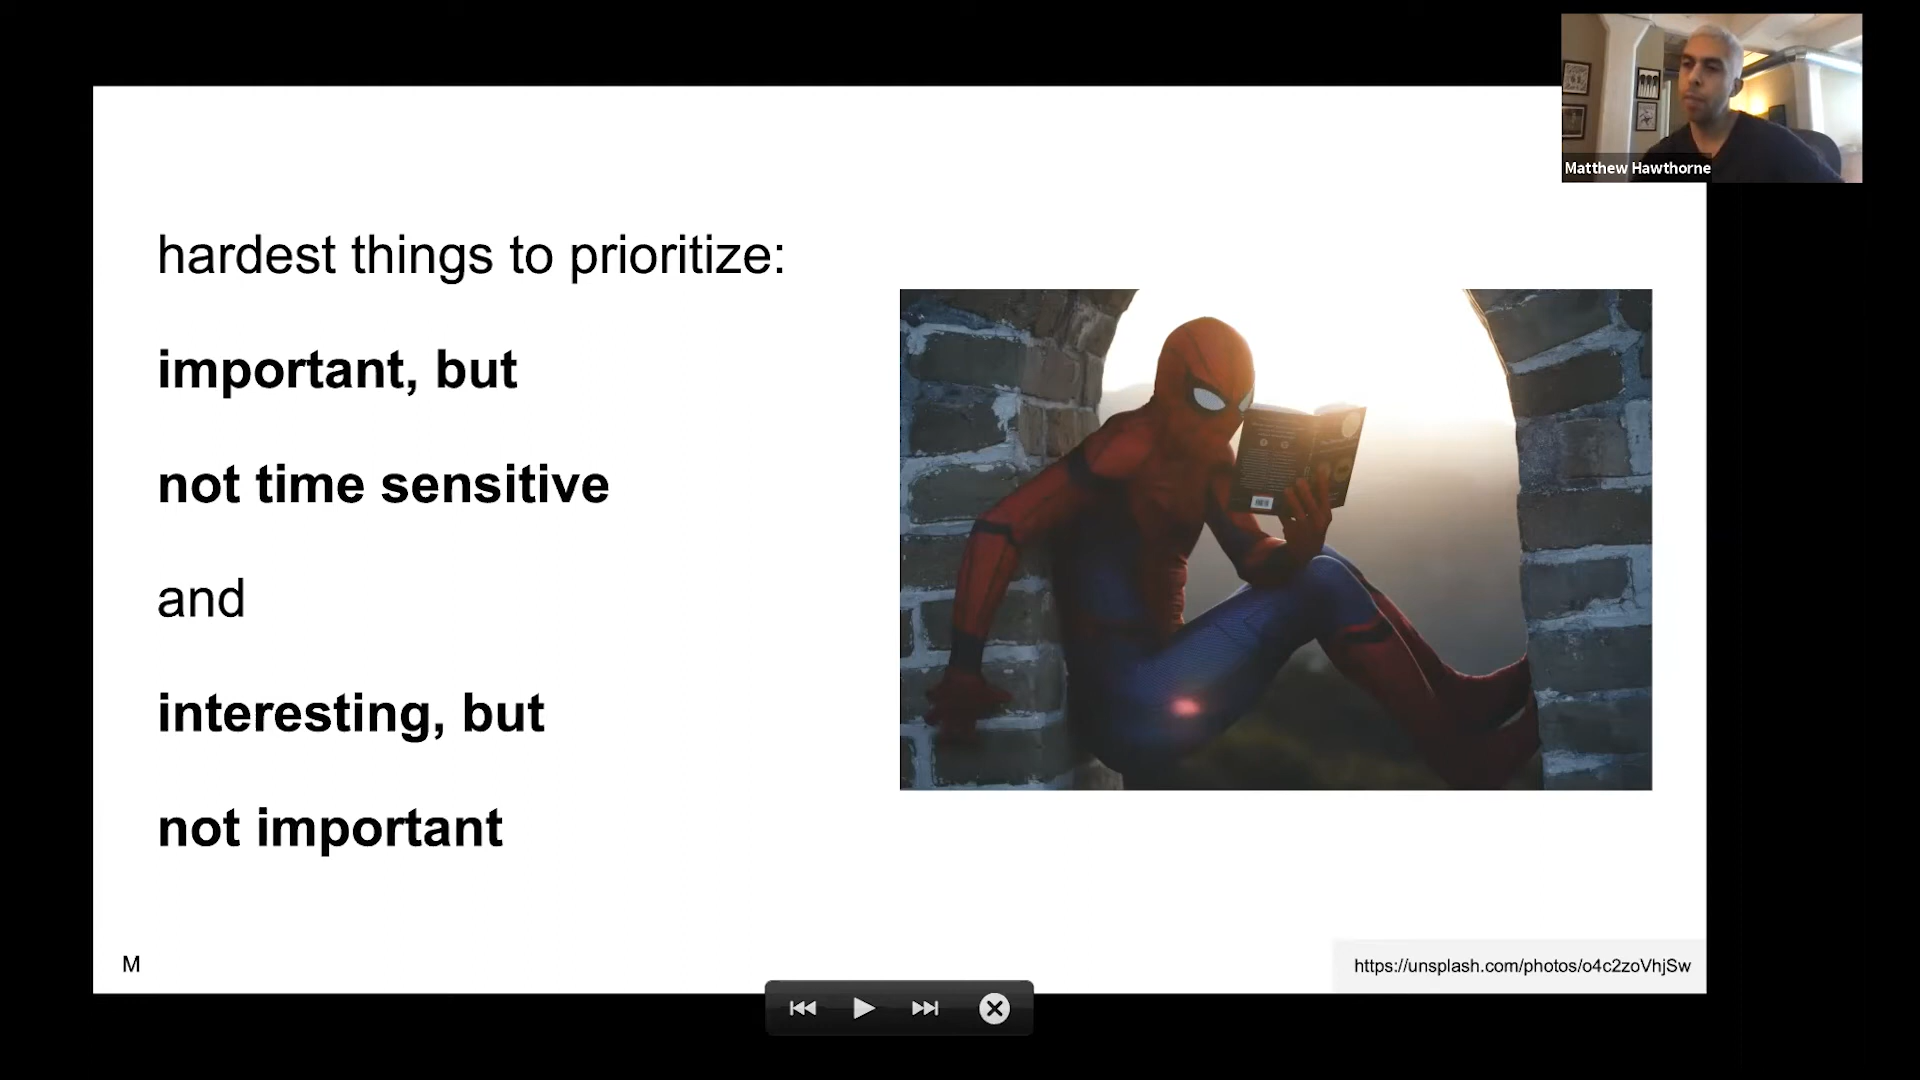 Matthew Hawthorne
hardest things to prioritize:
important, but
not time sensitive
and
interesting, but
not important
M
https://unsplash.com/photos/o4c2zoVhjSw